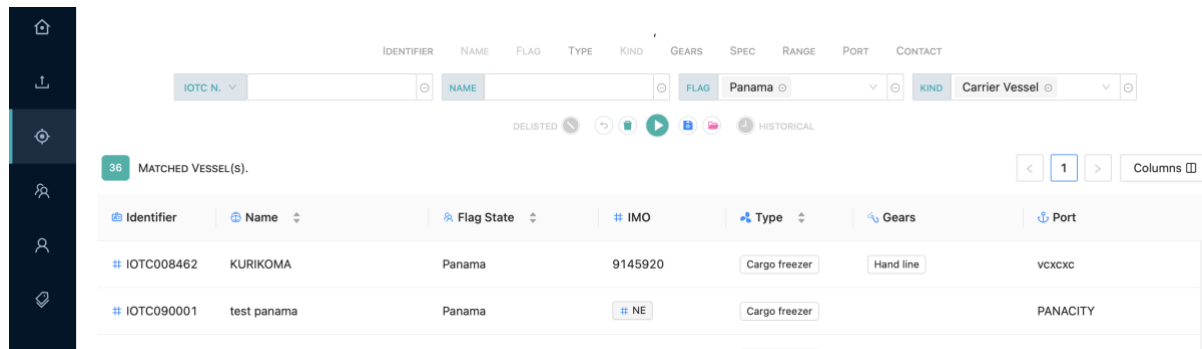 ,
IDENTIFIER NAME FLAG TYPE KIND GEARS SPEC RANGE PORT CONTACT
IOTC N. NAME FLAG Panama KIND Carrier Vessel
DELISTED HISTORICAL
36 MATCHED VESSEL(S). < 1 > Columns
Identifier Name Flag State # IMO Type Gears Port
# IOTC008462 KURIKOMA Panama 9145920 Cargo freezer Hand line vcxcxc
# IOTC090001 test panama Panama # NE Cargo freezer PANACITY